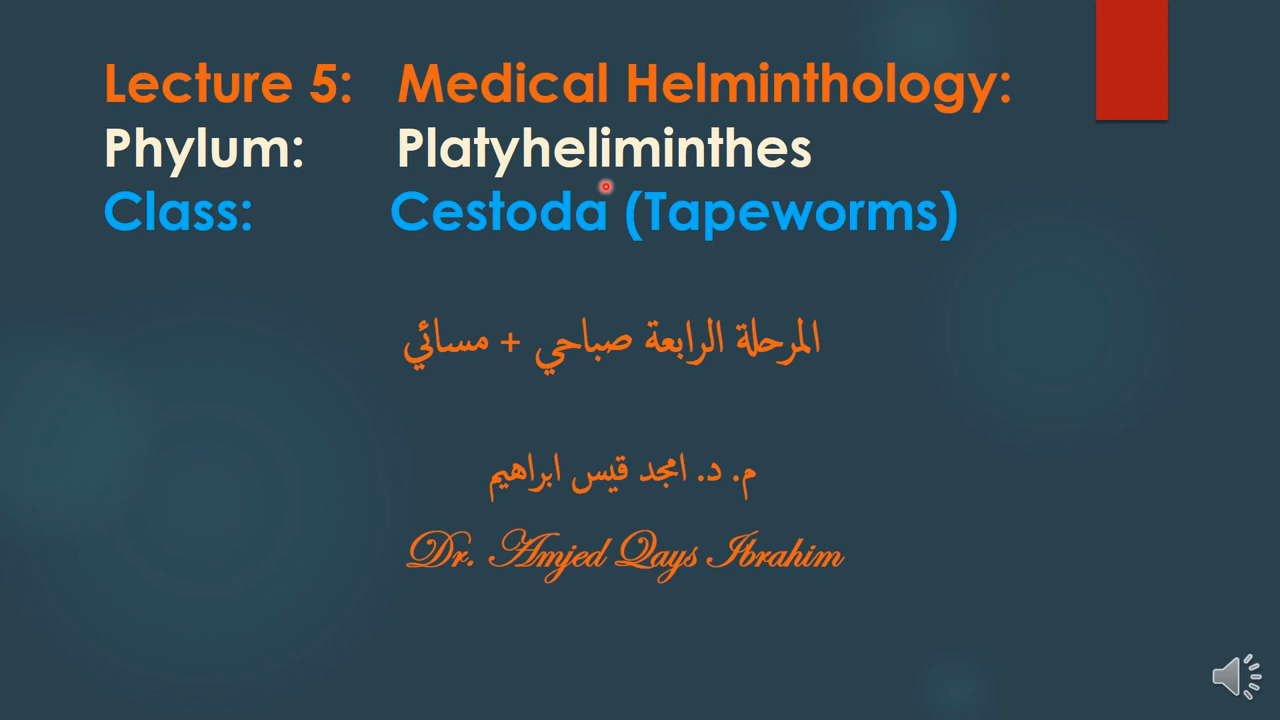 Lecture 5: Medical Helminthology:
Phylum: Platyheliminthes
Class: Cestoda (Tapeworms)
المرحلة الرابعة صباحي + مسائي
م. د. امجد قيس ابراهيم
Dr. Amjed Qays Ibrahim